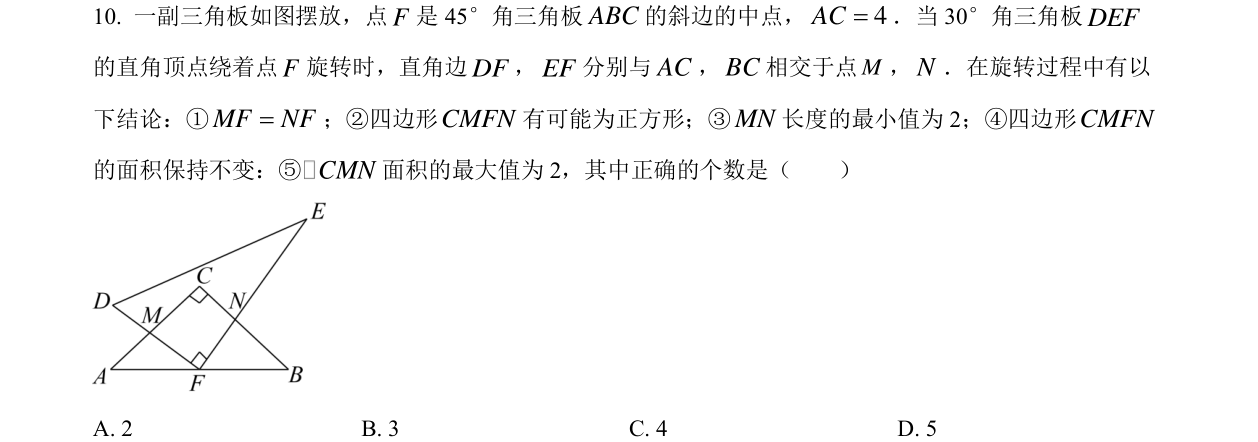 10. 一副三角板如图摆放，点 F 是 45° 角三角板 ABC 的斜边的中点， AC = 4 ．当 30° 角三角板 DEF
的直角顶点绕着点 F 旋转时，直角边 DF ， EF 分别与 AC ， BC 相交于点 M ， N ．在旋转过程中有以
下结论：① MF = NF ；②四边形 CMFN 有可能为正方形；③ MN 长度的最小值为 2；④四边形 CMFN
的面积保持不变：⑤□CMN 面积的最大值为 2，其中正确的个数是（  ）
E
C
D
N
M
A
F
B
A. 2 B. 3 C. 4 D. 5